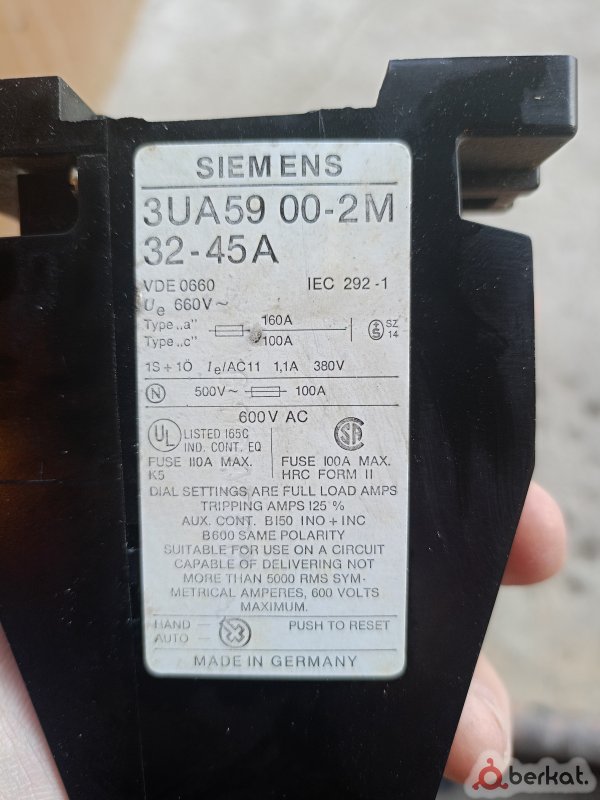 SIEMENS
3UA59 00-2M
32-45A
VDE 0660 IEC 292-1
Ue 660V~
Type „a" 160A
Type „c" 100A
SZ
14
1S+1Ö Ie/AC11 1,1A 380V
N 500V~ 100A
600V AC
UL LISTED 165C
IND. CONT. EQ
SA
FUSE 110A MAX.
K5
FUSE 100A MAX.
HRC FORM II
DIAL SETTINGS ARE FULL LOAD AMPS
TRIPPING AMPS 125 %
AUX. CONT. B150 INO + INC
B600 SAME POLARITY
SUITABLE FOR USE ON A CIRCUIT
CAPABLE OF DELIVERING NOT
MORE THAN 5000 RMS SYM-
METRICAL AMPERES, 600 VOLTS
MAXIMUM.
HAND
AUTO
PUSH TO RESET
MADE IN GERMANY
berkat.